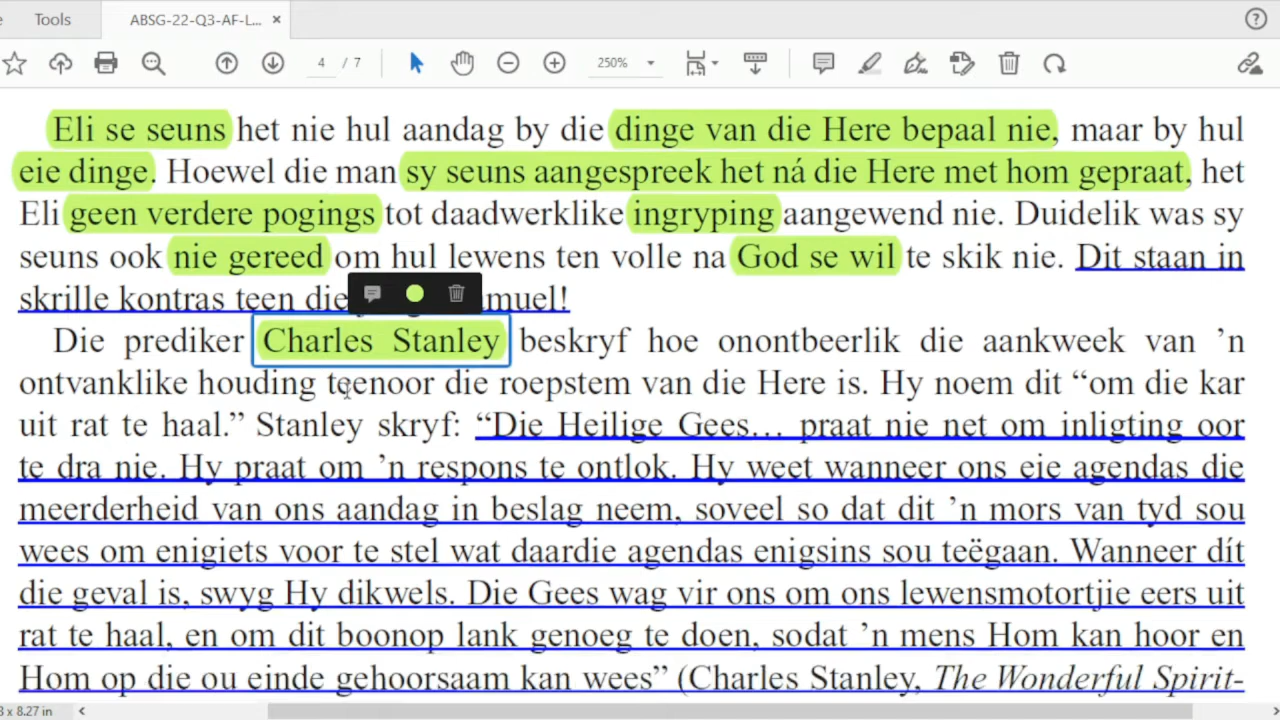 Tools
ABSG-22-Q3-AF-L... ×
4 / 7
250%
Eli se seuns het nie hul aandag by die dinge van die Here bepaal nie, maar by hul
eie dinge. Hoewel die man sy seuns aangespreek het ná die Here met hom gepraat, het
Eli geen verdere pogings tot daadwerklike ingryping aangewend nie. Duidelik was sy
seuns ook nie gereed om hul lewens ten volle na God se wil te skik nie. Dit staan in
skrille kontras teen die muel!
Die prediker Charles Stanley beskryf hoe onontbeerlik die aankweek van ’n
ontvanklike houding teenoor die roepstem van die Here is. Hy noem dit “om die kar
uit rat te haal.” Stanley skryf: “Die Heilige Gees… praat nie net om inligting oor
te dra nie. Hy praat om ’n respons te ontlok. Hy weet wanneer ons eie agendas die
meerderheid van ons aandag in beslag neem, soveel so dat dit ’n mors van tyd sou
wees om enigiets voor te stel wat daardie agendas enigsins sou teëgaan. Wanneer dít
die geval is, swyg Hy dikwels. Die Gees wag vir ons om ons lewensmotortjie eers uit
rat te haal, en om dit boonop lank genoeg te doen, sodat ’n mens Hom kan hoor en
Hom op die ou einde gehoorsaam kan wees” (Charles Stanley, The Wonderful Spirit-
x 8.27 in